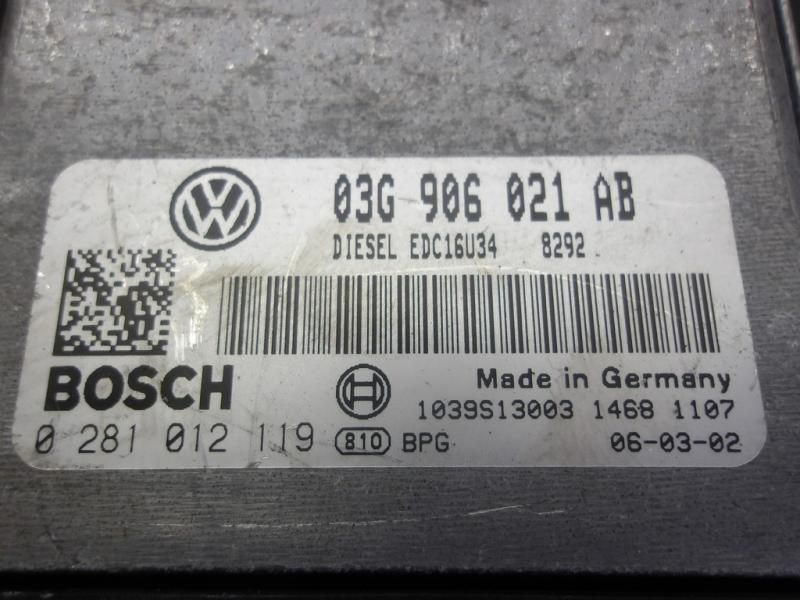 03G 906 021 AB
DIESEL EDC16U34 8292
BOSCH
Made in Germany
1039S13003 1468 1107
0 281 012 119 810 BPG 06-03-02